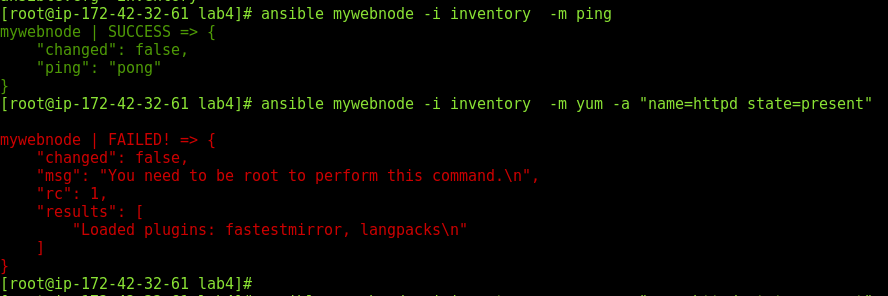 [root@ip-172-42-32-61 lab4]# ansible mywebnode -i inventory  -m ping
mywebnode | SUCCESS => {
    "changed": false,
    "ping": "pong"
}
[root@ip-172-42-32-61 lab4]# ansible mywebnode -i inventory  -m yum -a "name=httpd state=present"
mywebnode | FAILED! => {
    "changed": false,
    "msg": "You need to be root to perform this command.\n",
    "rc": 1,
    "results": [
        "Loaded plugins: fastestmirror, langpacks\n"
    ]
}
[root@ip-172-42-32-61 lab4]#